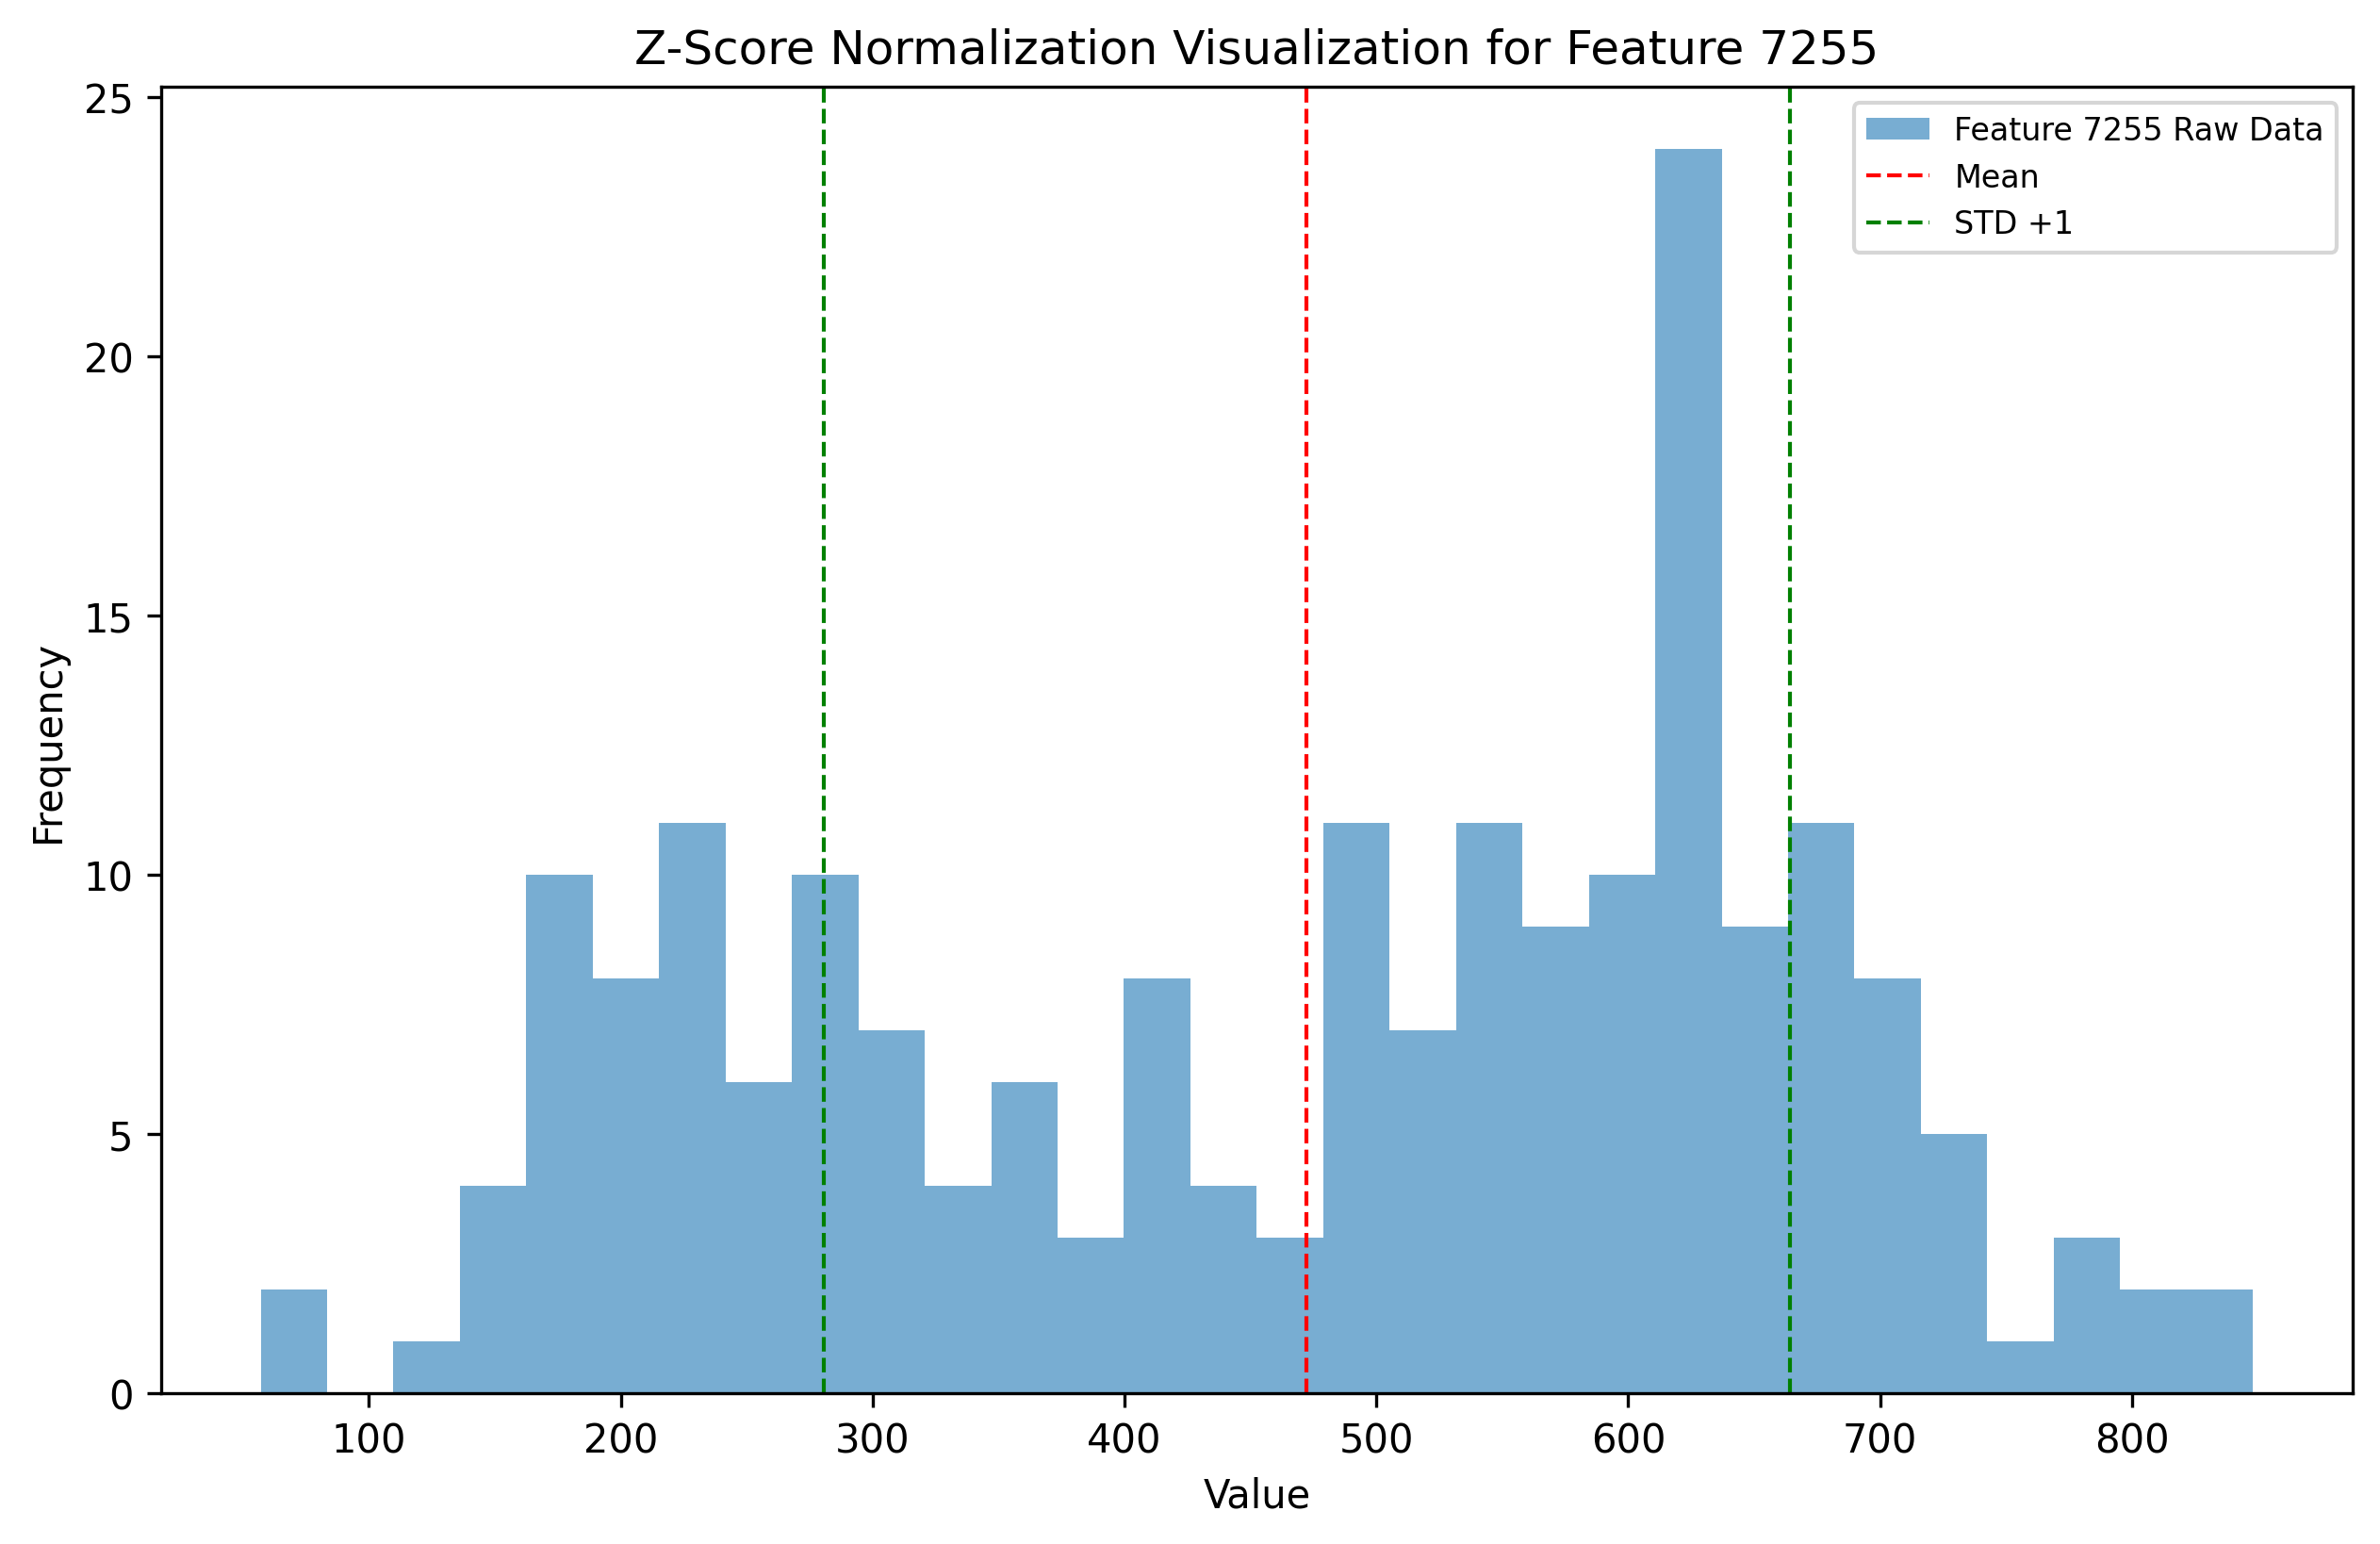 Z-Score Normalization Visualization for Feature 7255
Feature 7255 Raw Data
Mean
STD +1
Frequency
25
20
15
10
5
0
100 200 300 400 500 600 700 800
Value